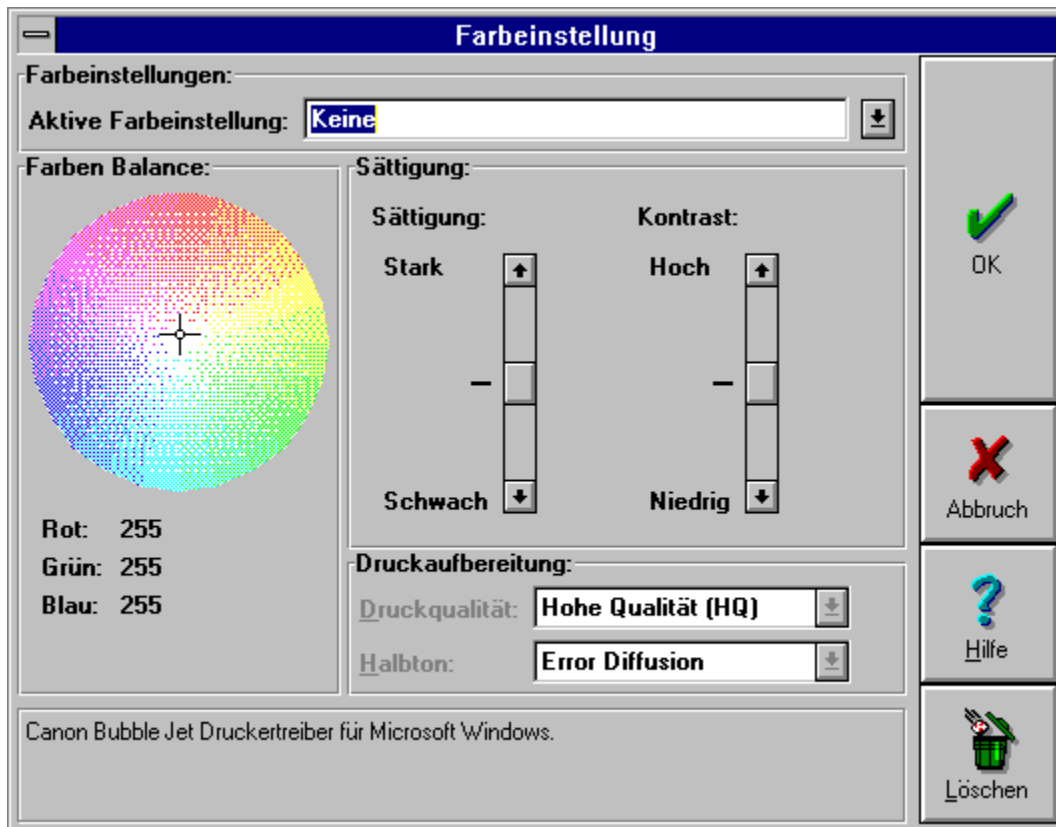 Farbeinstellung
Farbeinstellungen:
Aktive Farbeinstellung: Keine
Farben Balance:
Rot: 255
Grün: 255
Blau: 255
Sättigung:
Sättigung: Kontrast:
Stark Hoch
Schwach Niedrig
Druckaufbereitung:
Druckqualität: Hohe Qualität (HQ)
Halbton: Error Diffusion
Canon Bubble Jet Druckertreiber für Microsoft Windows.
OK
Abbruch
Hilfe
Löschen